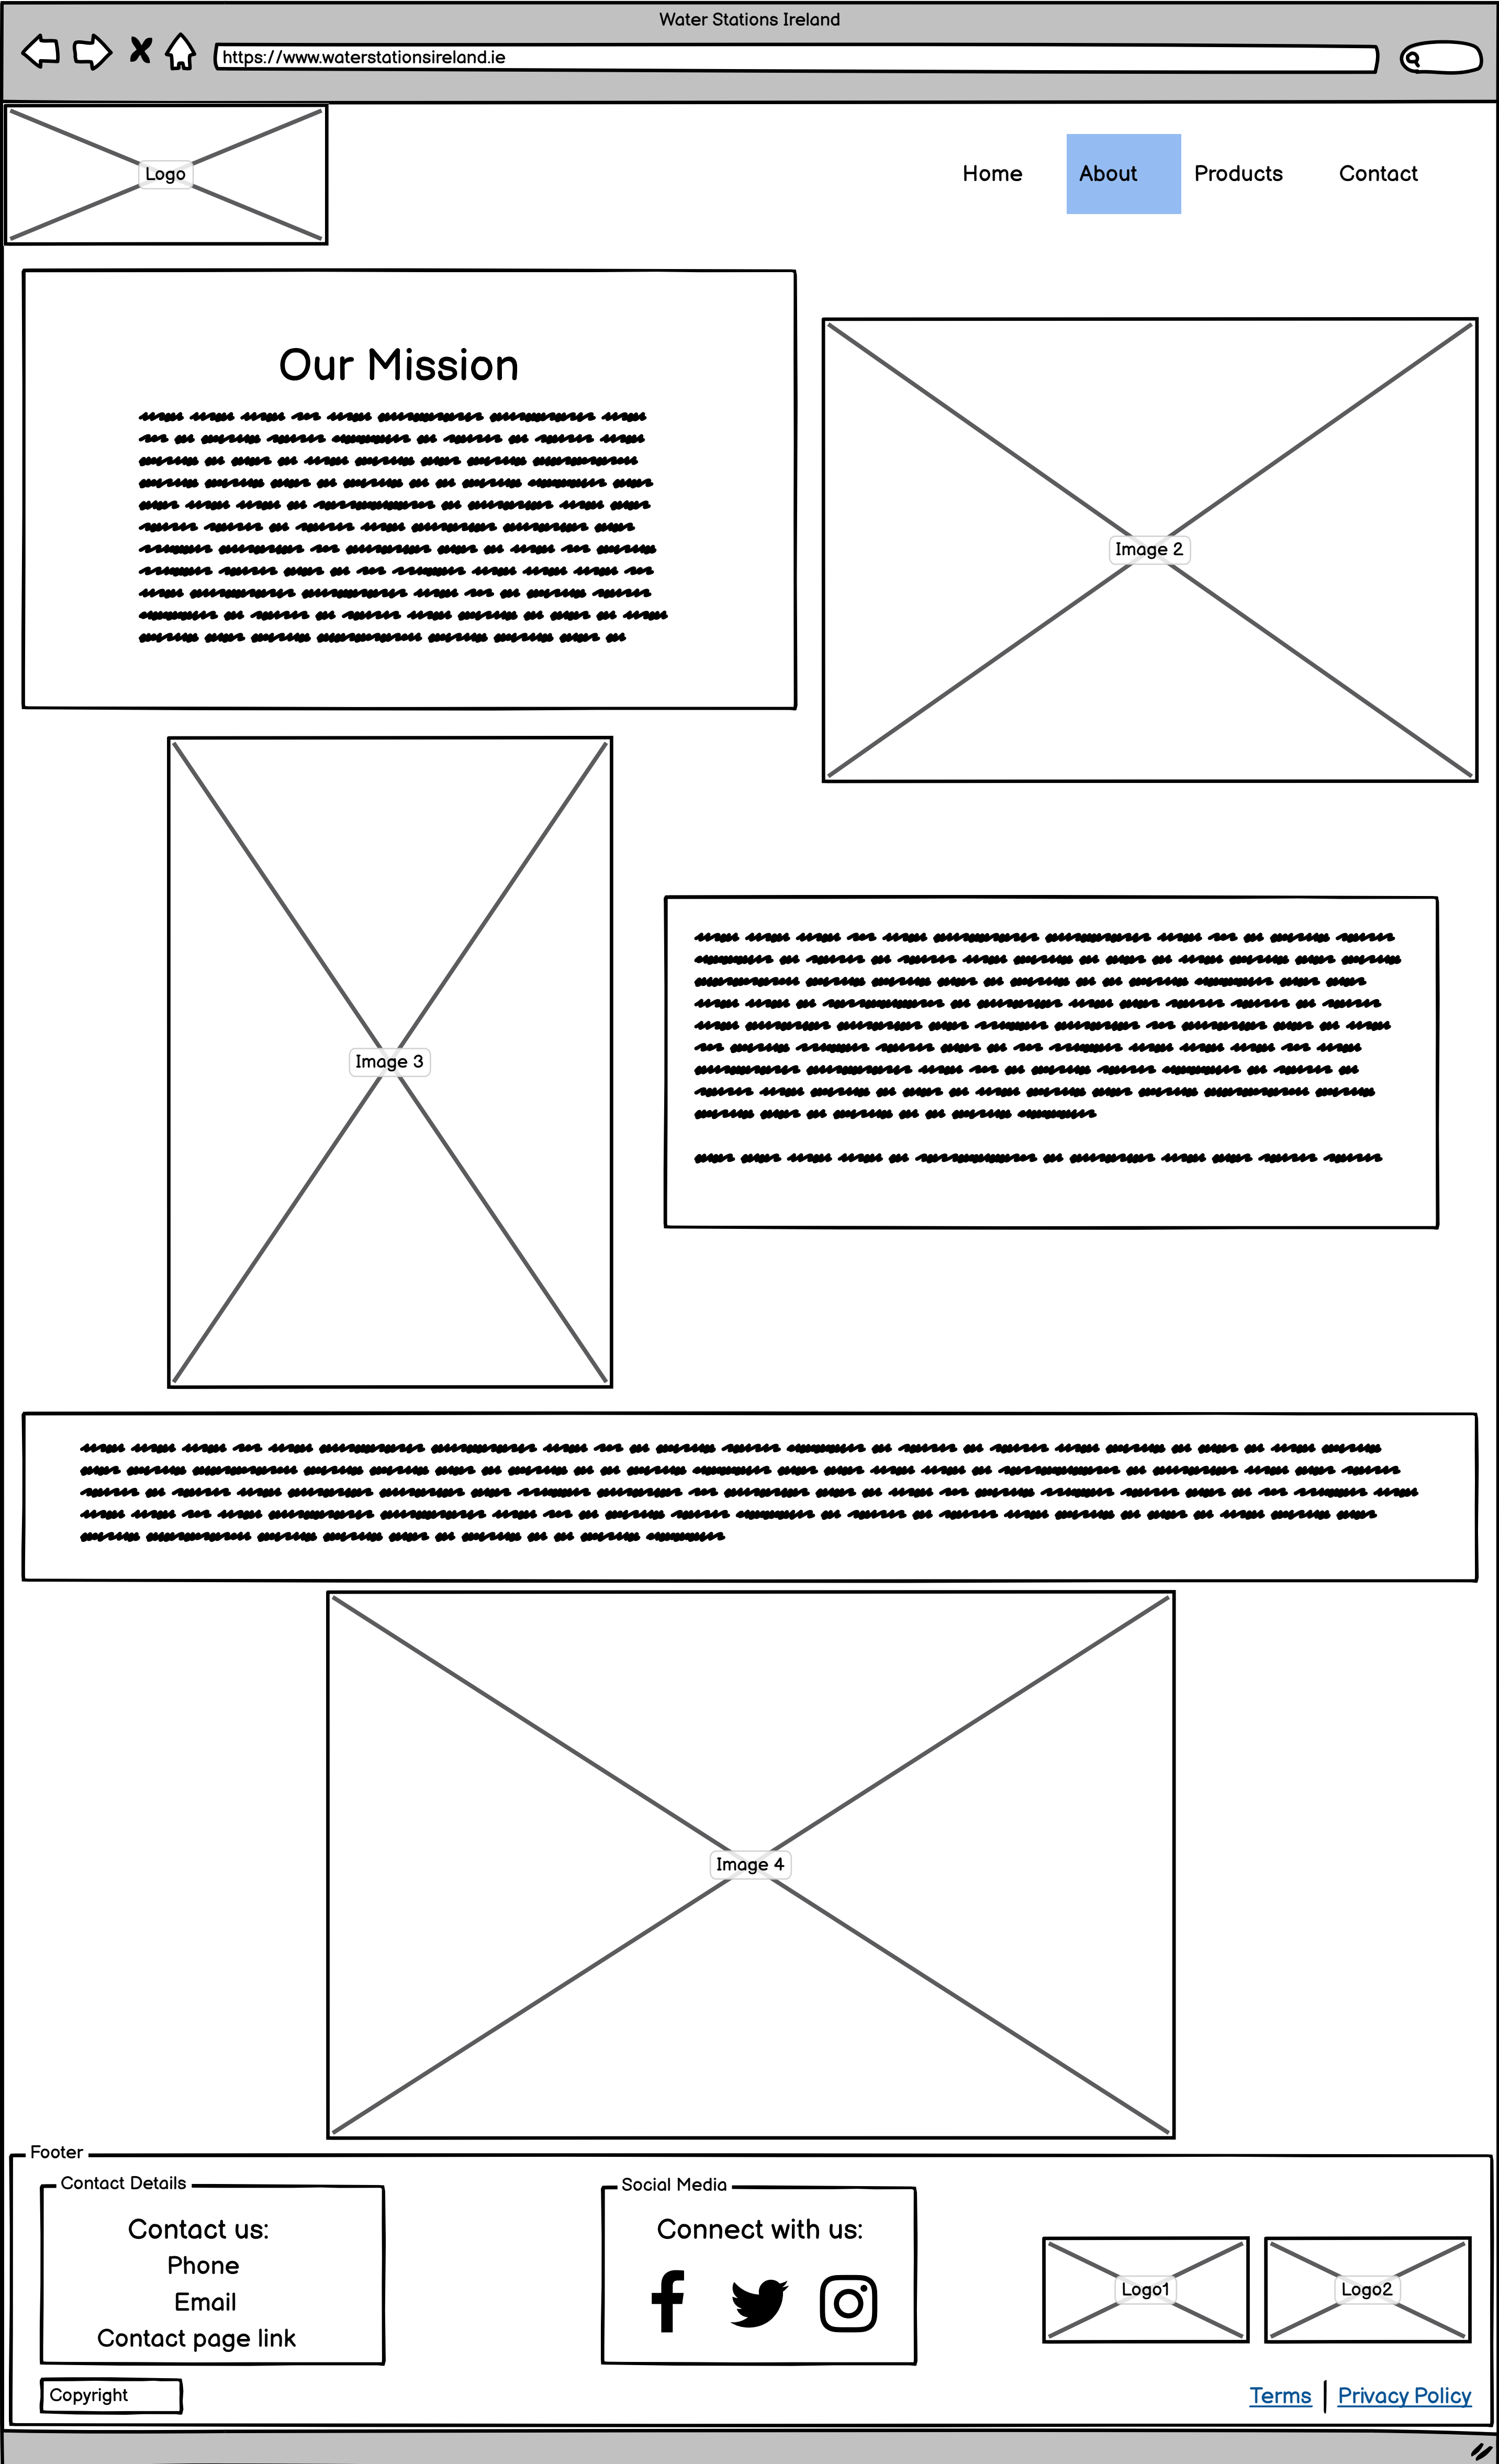 Water Stations Ireland
https://www.waterstationsireland.ie
Logo
Home About Products Contact
Our Mission
Image 2
Image 3
Image 4
Footer
Contact Details
Contact us:
Phone
Email
Contact page link
Social Media
Connect with us:
Logo1
Logo2
Copyright
Terms | Privacy Policy